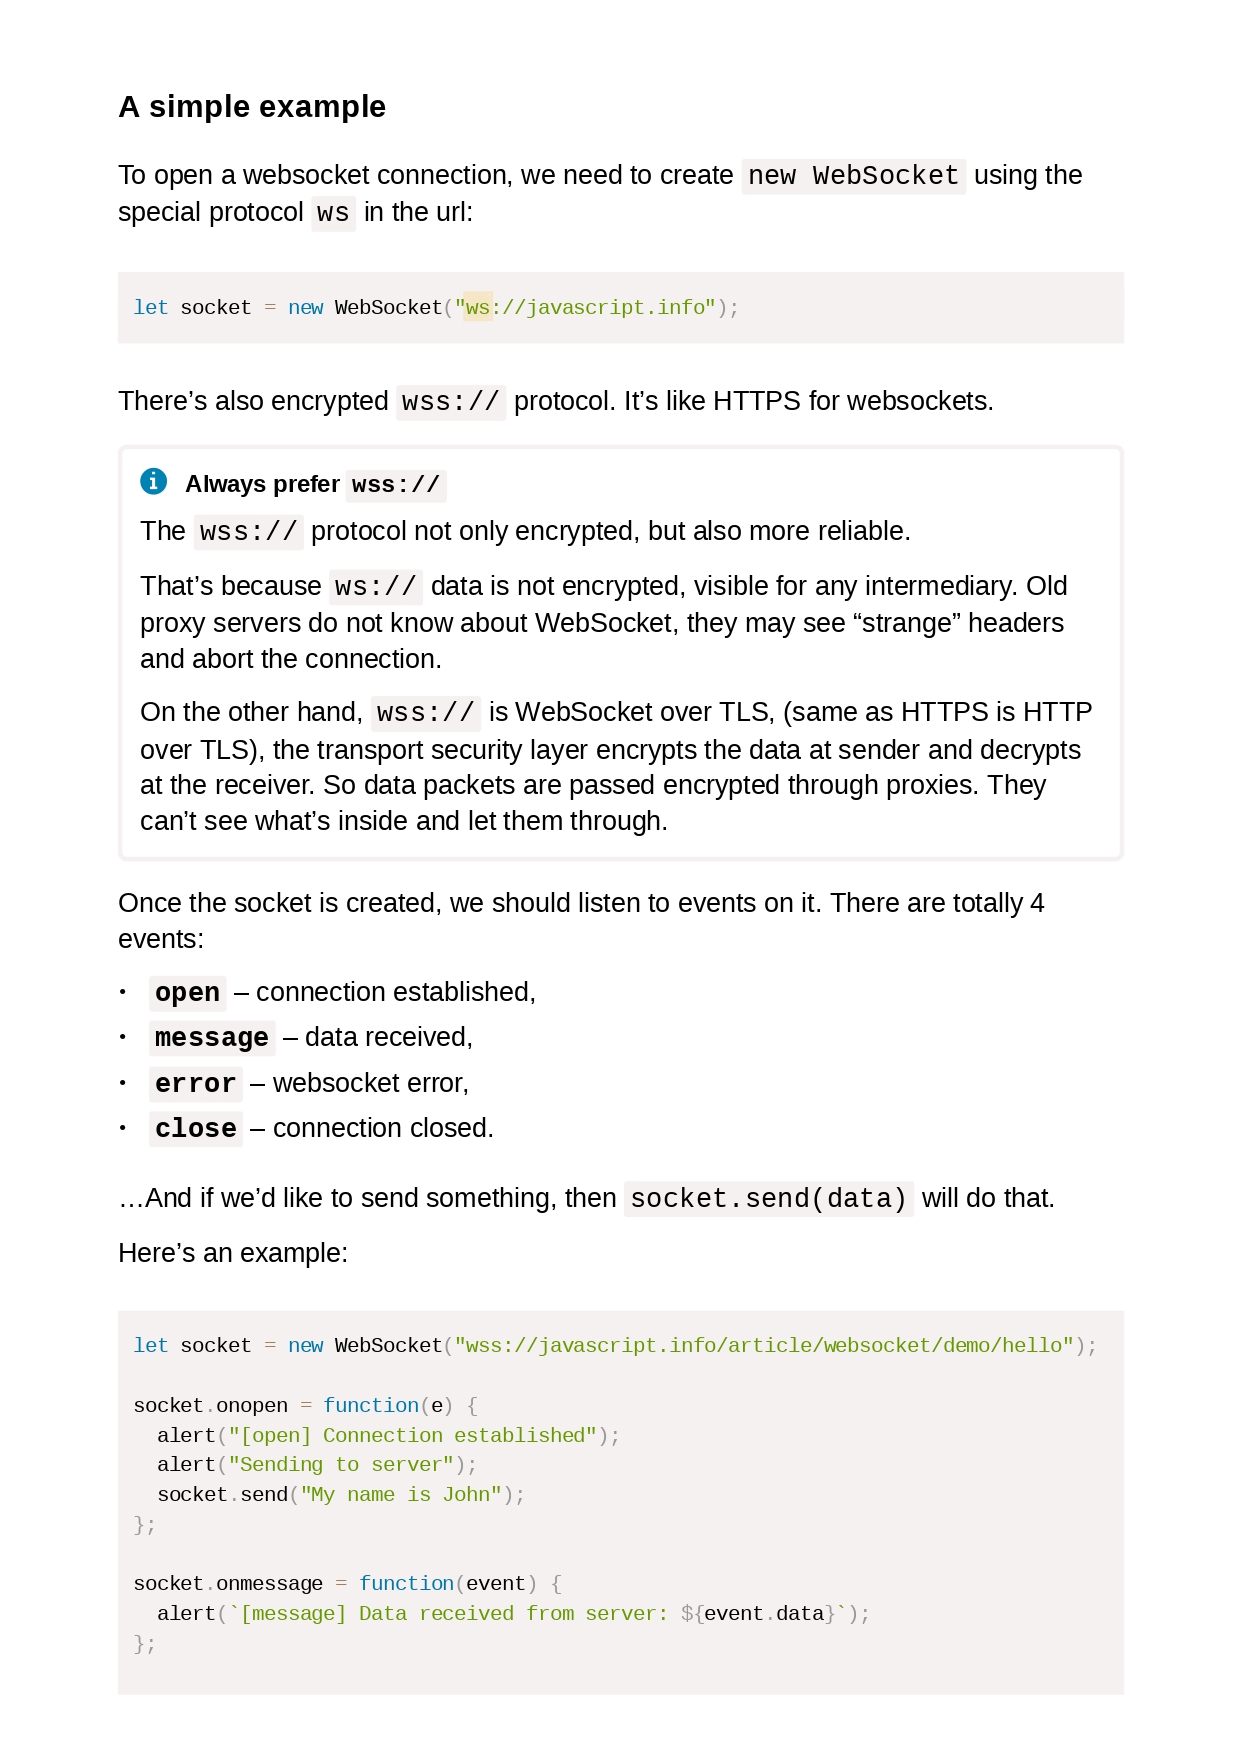 A simple example
To open a websocket connection, we need to create new WebSocket using the
special protocol ws in the url:
let socket = new WebSocket("ws://javascript.info");
There’s also encrypted wss:// protocol. It’s like HTTPS for websockets.
Always prefer wss://
The wss:// protocol not only encrypted, but also more reliable.
That’s because ws:// data is not encrypted, visible for any intermediary. Old
proxy servers do not know about WebSocket, they may see “strange” headers
and abort the connection.
On the other hand, wss:// is WebSocket over TLS, (same as HTTPS is HTTP
over TLS), the transport security layer encrypts the data at sender and decrypts
at the receiver. So data packets are passed encrypted through proxies. They
can’t see what’s inside and let them through.
Once the socket is created, we should listen to events on it. There are totally 4
events:
• open – connection established,
• message – data received,
• error – websocket error,
• close – connection closed.
…And if we’d like to send something, then socket.send(data) will do that.
Here’s an example:
let socket = new WebSocket("wss://javascript.info/article/websocket/demo/hello");
socket.onopen = function(e) {
  alert("[open] Connection established");
  alert("Sending to server");
  socket.send("My name is John");
};
socket.onmessage = function(event) {
  alert(`[message] Data received from server: ${event.data}`);
};